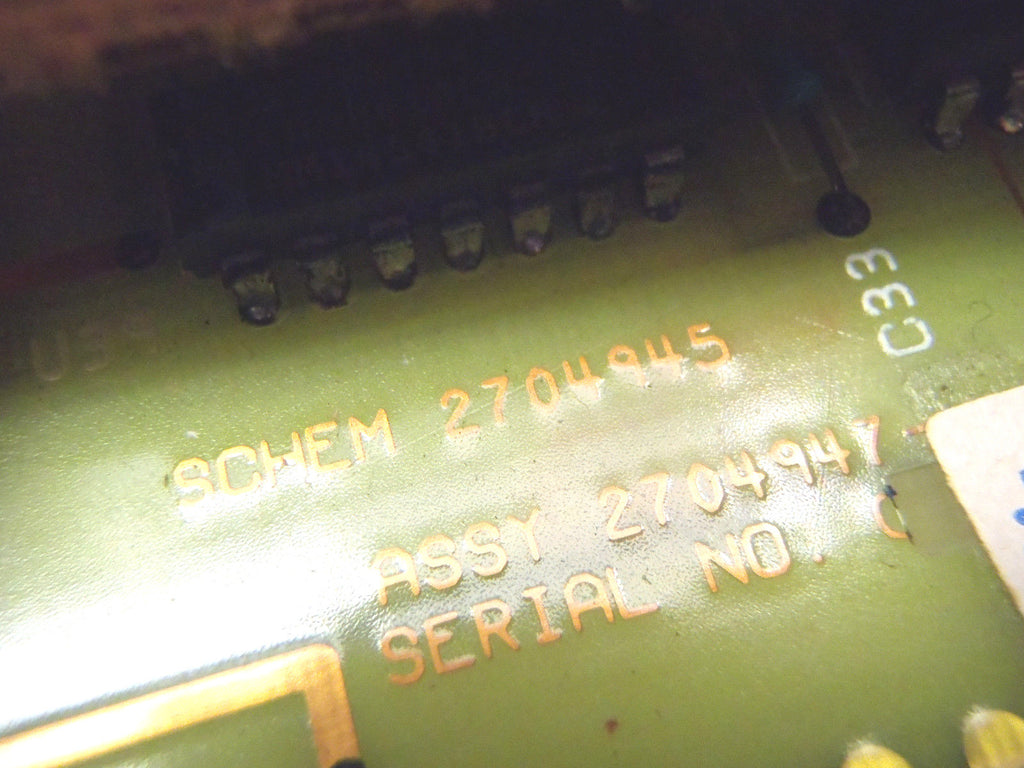 C33
SCHEM 2704945
ASSY 2704947-
SERIAL NO.